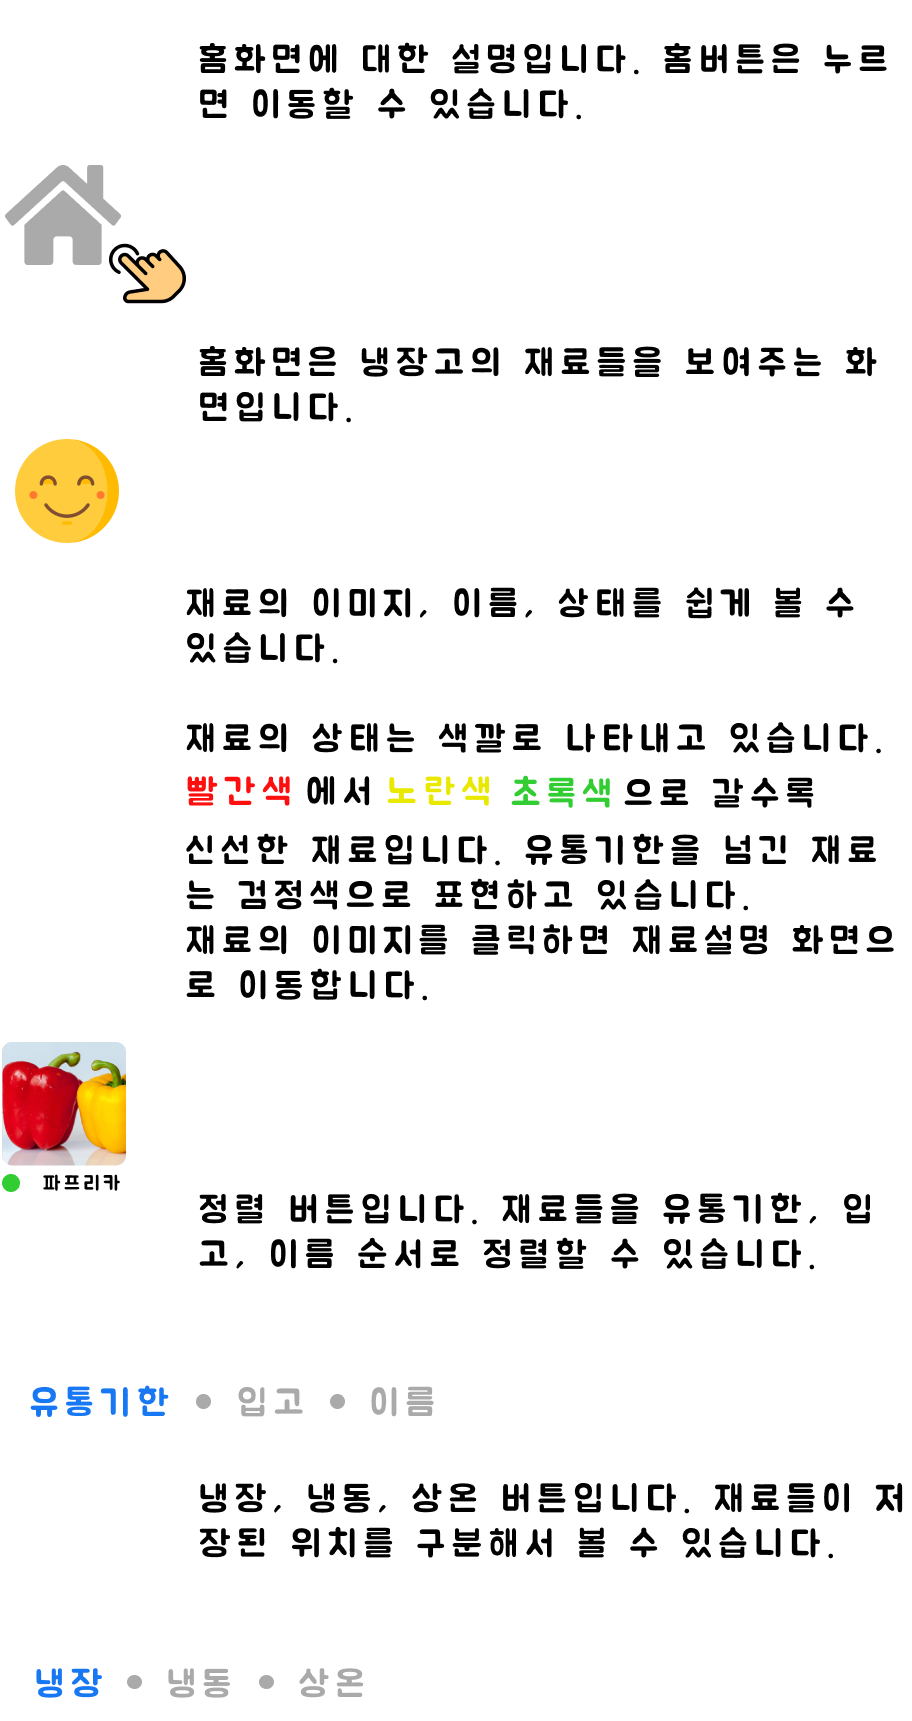 홈화면에 대한 설명입니다. 홈버튼은 누르
면 이동할 수 있습니다.
홈화면은 냉장고의 재료들을 보여주는 화
면입니다.
재료의 이미지, 이름, 상태를 쉽게 볼 수
있습니다.
재료의 상태는 색깔로 나타내고 있습니다.
빨간색 에서 노란색 초록색 으로 갈수록
신선한 재료입니다. 유통기한을 넘긴 재료
는 검정색으로 표현하고 있습니다.
재료의 이미지를 클릭하면 재료설명 화면으
로 이동합니다.
파프리카
정렬 버튼입니다. 재료들을 유통기한, 입
고, 이름 순서로 정렬할 수 있습니다.
유통기한 ● 입고 ● 이름
냉장, 냉동, 상온 버튼입니다. 재료들이 저
장된 위치를 구분해서 볼 수 있습니다.
냉장 ● 냉동 ● 상온